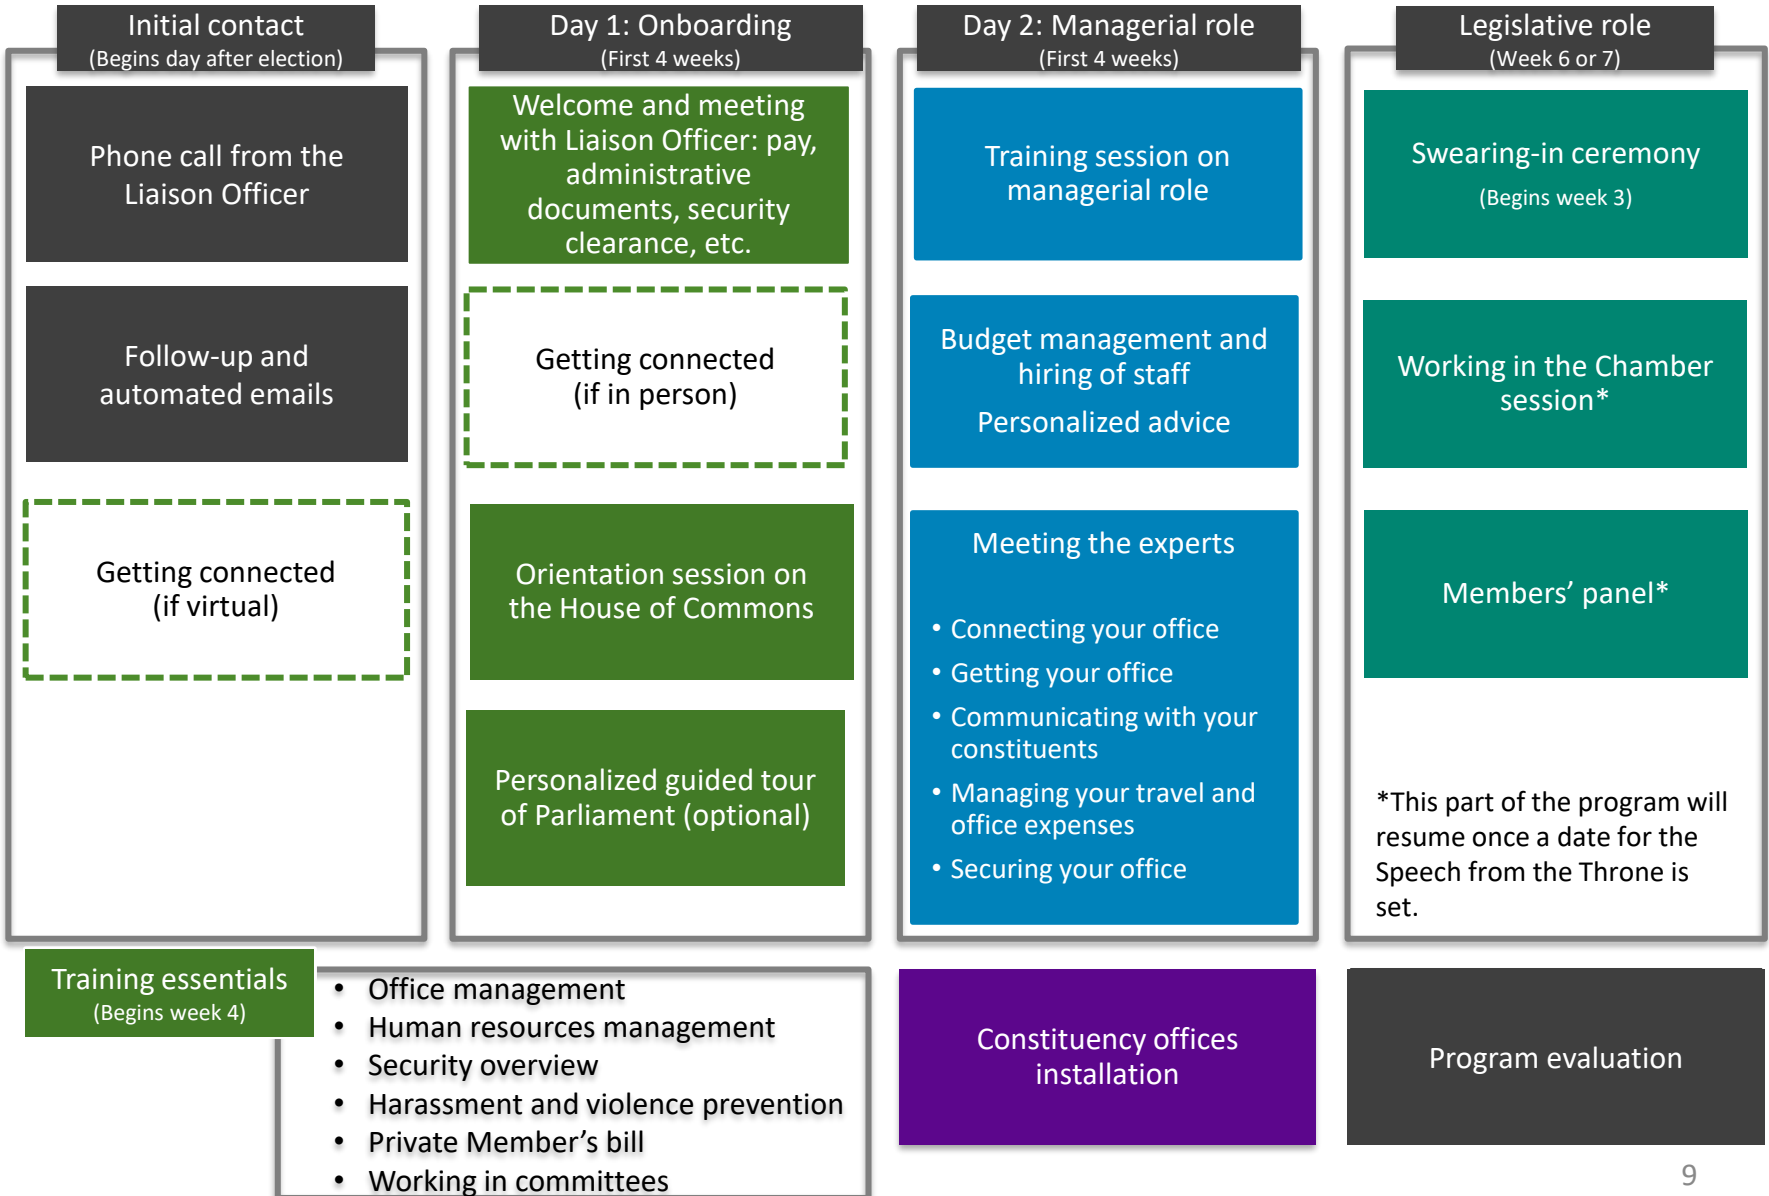 Initial contact
(Begins day after election)
Phone call from the
Liaison Officer
Follow-up and
automated emails
Getting connected
(if virtual)
Day 1: Onboarding
(First 4 weeks)
Welcome and meeting
with Liaison Officer: pay,
administrative
documents, security
clearance, etc.
Getting connected
(if in person)
Orientation session on
the House of Commons
Personalized guided tour
of Parliament (optional)
Day 2: Managerial role
(First 4 weeks)
Training session on
managerial role
Budget management and
hiring of staff
Personalized advice
Meeting the experts
• Connecting your office
• Getting your office
• Communicating with your
constituents
• Managing your travel and
office expenses
• Securing your office
Legislative role
(Week 6 or 7)
Swearing-in ceremony
(Begins week 3)
Working in the Chamber
session*
Members’ panel*
*This part of the program will
resume once a date for the
Speech from the Throne is
set.
Training essentials
(Begins week 4)
• Office management
• Human resources management
• Security overview
• Harassment and violence prevention
• Private Member’s bill
• Working in committees
Constituency offices
installation
Program evaluation
9